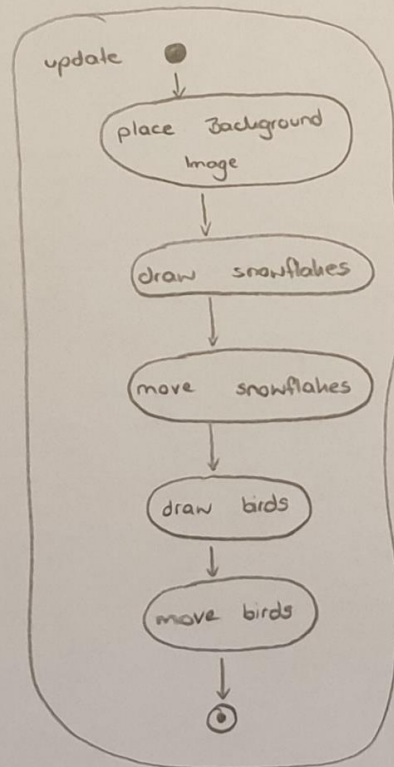 update
place Background
Image
draw snowflakes
move snowflakes
draw birds
move birds